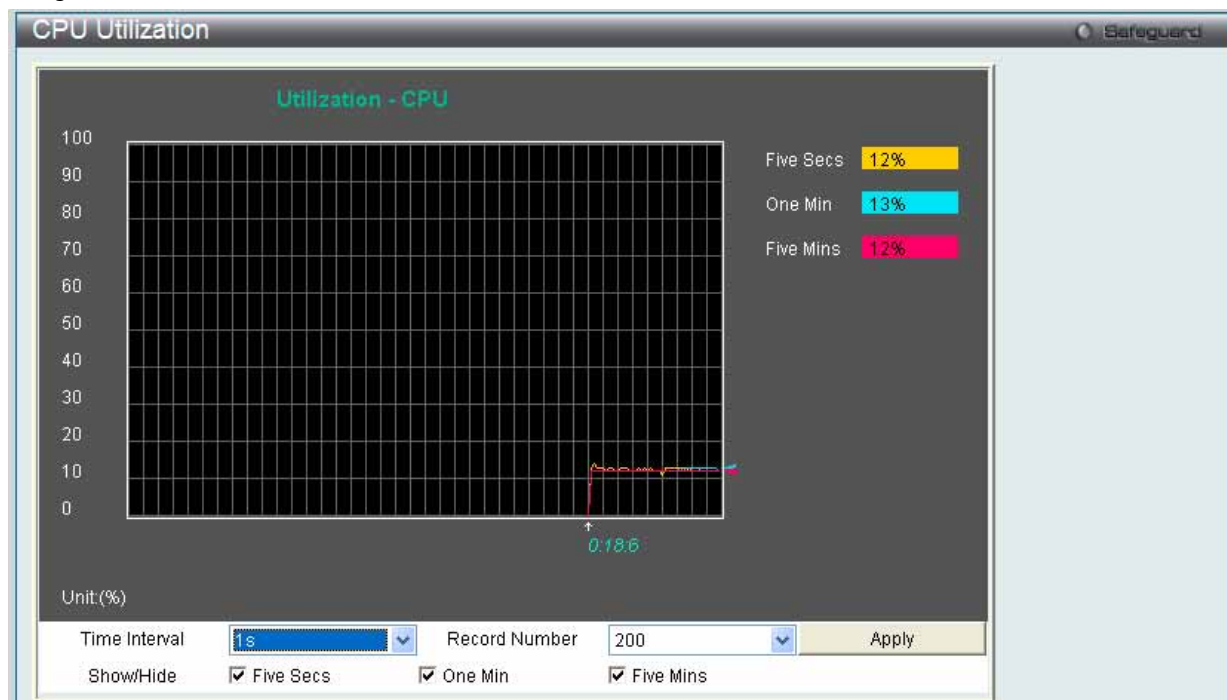 CPU Utilization
Safeguard
Utilization - CPU
100
90
80
70
60
50
40
30
20
10
0
Five Secs 12%
One Min 13%
Five Mins 12%
0:18:6
Unit:(%)
Time Interval 1s Record Number 200 Apply
Show/Hide Five Secs One Min Five Mins